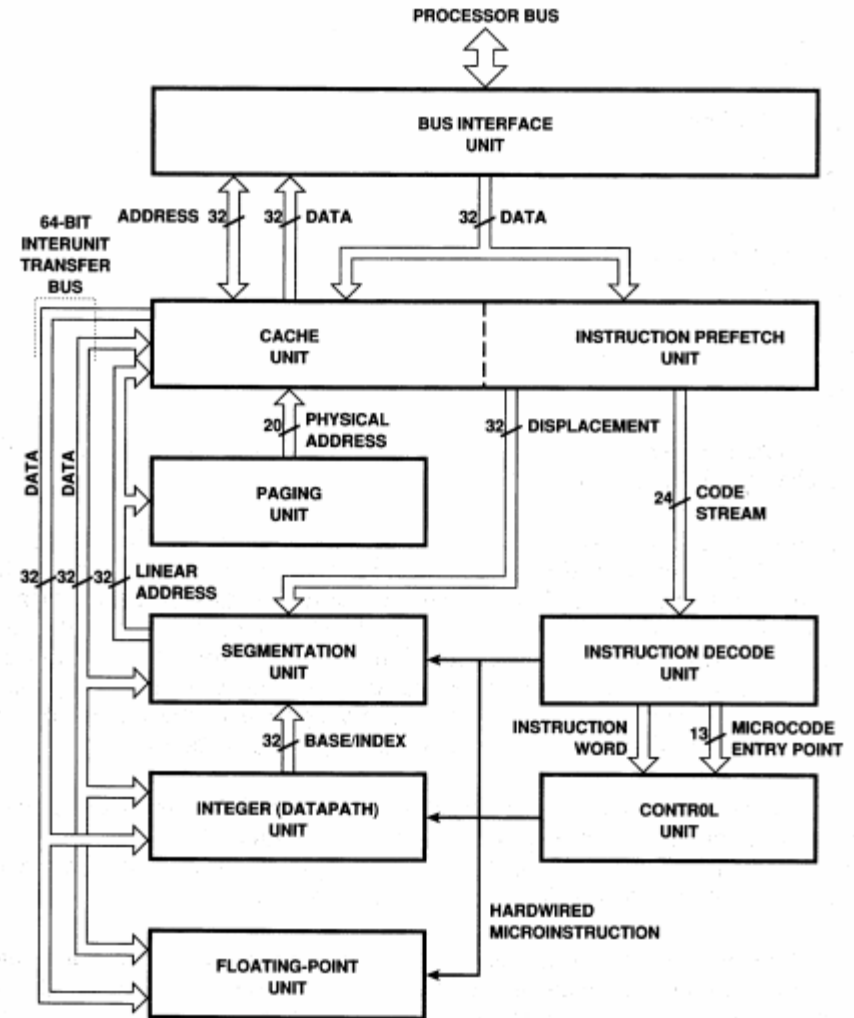 PROCESSOR BUS
BUS INTERFACE
UNIT
ADDRESS 32
32 DATA
32 DATA
64-BIT
INTERUNIT
TRANSFER
BUS
CACHE
UNIT
INSTRUCTION PREFETCH
UNIT
20 PHYSICAL
ADDRESS
32 DISPLACEMENT
PAGING
UNIT
24 CODE
STREAM
DATA
DATA
32 32 32 LINEAR
ADDRESS
SEGMENTATION
UNIT
INSTRUCTION DECODE
UNIT
32 BASE/INDEX
INSTRUCTION
WORD
13 MICROCODE
ENTRY POINT
INTEGER (DATAPATH)
UNIT
CONTR0L
UNIT
HARDWIRED
MICROINSTRUCTION
FLOATING-POINT
UNIT